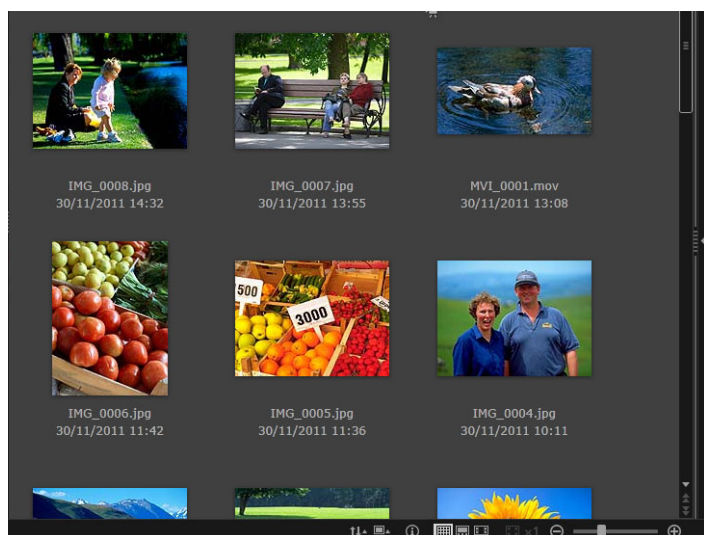 IMG_0008.jpg
30/11/2011 14:32
IMG_0007.jpg
30/11/2011 13:55
MVI_0001.mov
30/11/2011 13:08
500
3000
IMG_0006.jpg
30/11/2011 11:42
IMG_0005.jpg
30/11/2011 11:36
IMG_0004.jpg
30/11/2011 10:11
x1